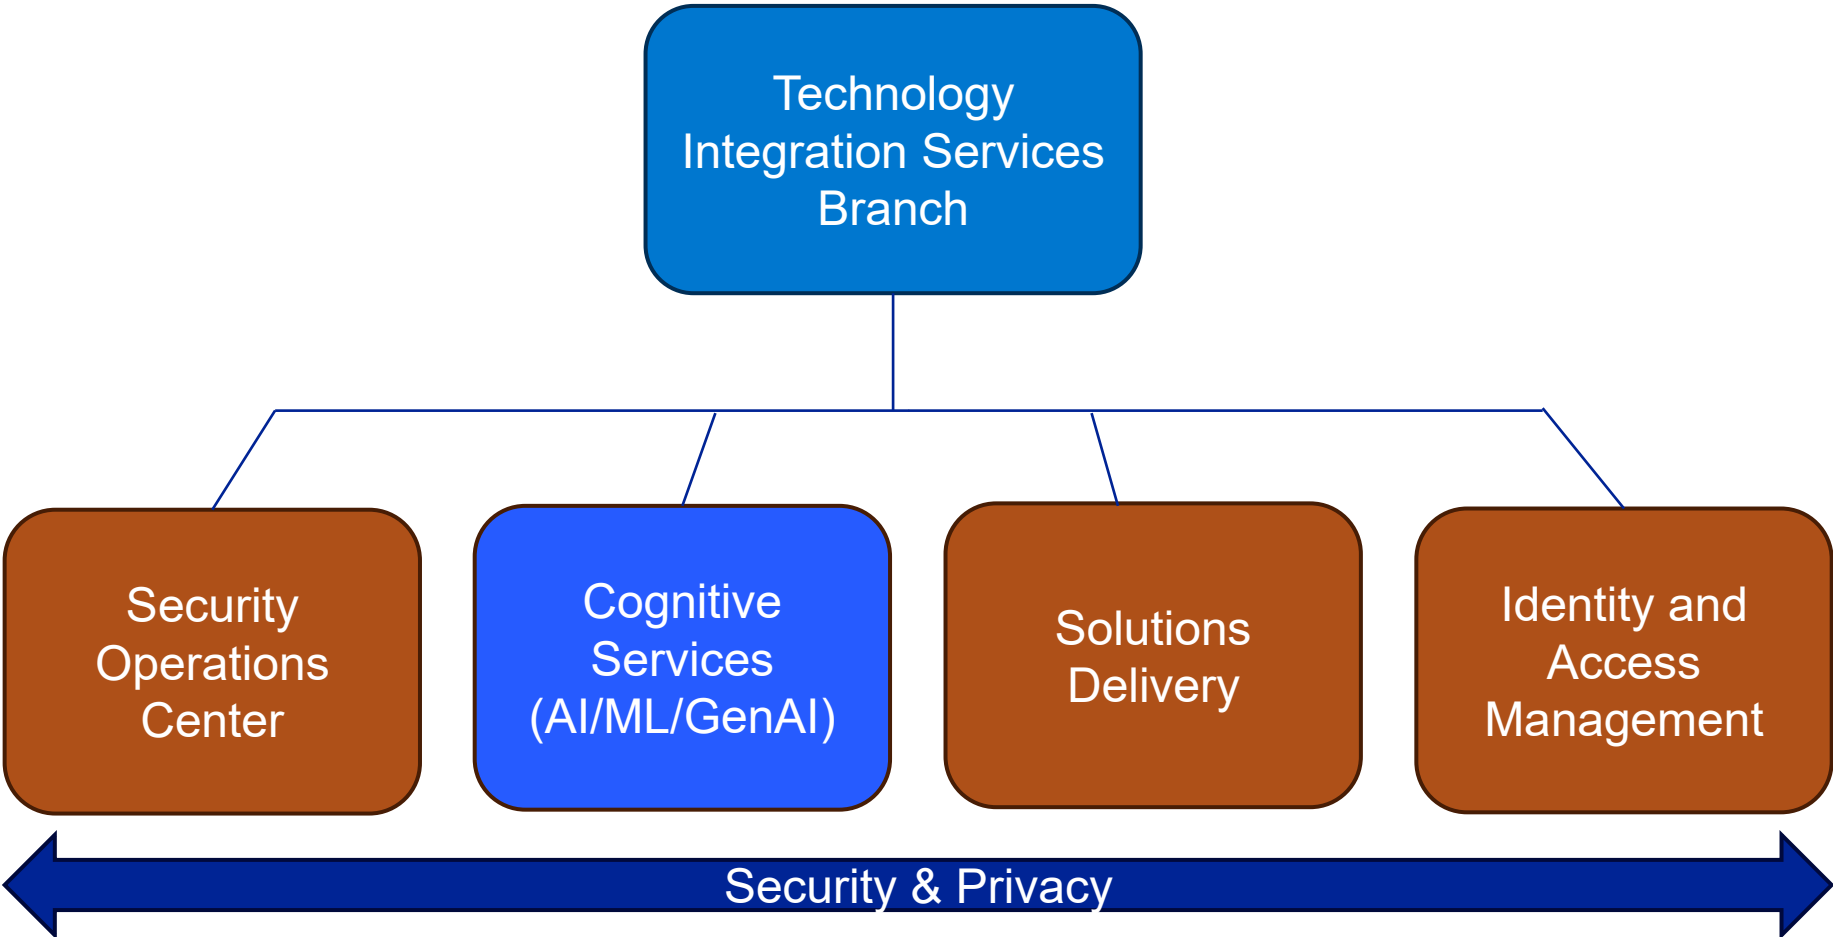 Technology
Integration Services
Branch
Security
Operations
Center
Cognitive
Services
(AI/ML/GenAI)
Solutions
Delivery
Identity and
Access
Management
Security & Privacy